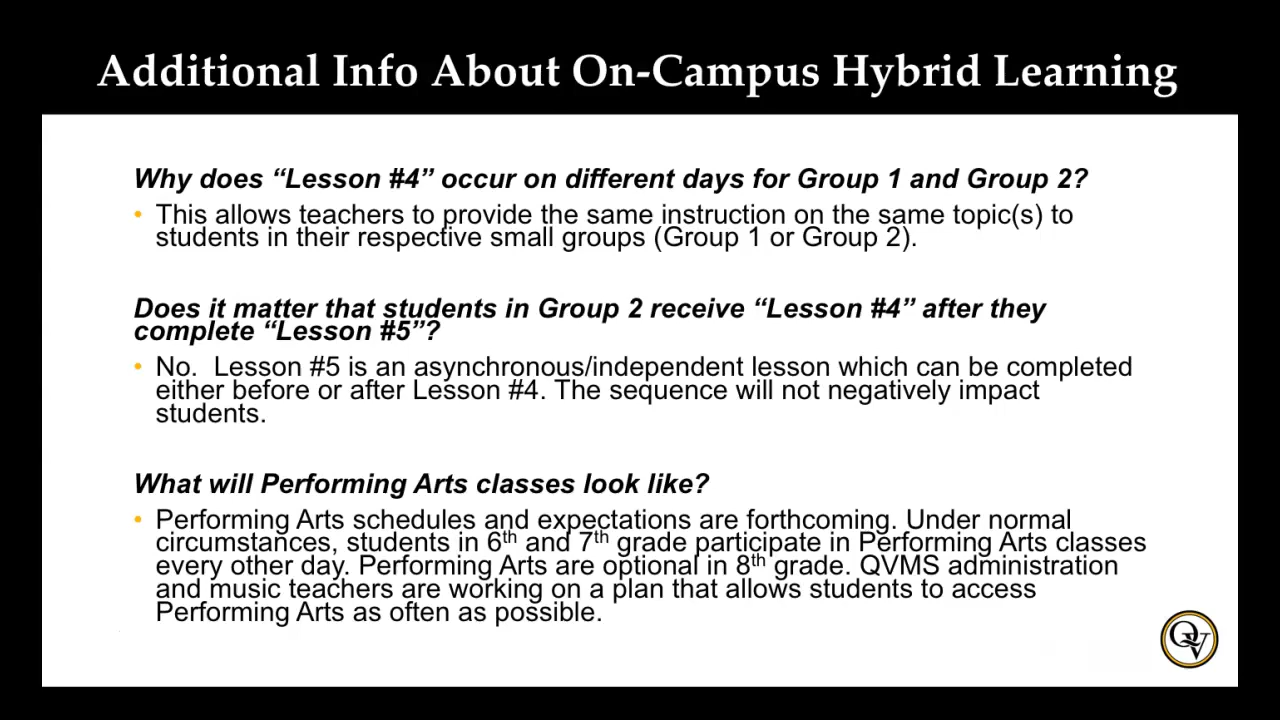 Additional Info About On-Campus Hybrid Learning
Why does “Lesson #4” occur on different days for Group 1 and Group 2?
• This allows teachers to provide the same instruction on the same topic(s) to
students in their respective small groups (Group 1 or Group 2).
Does it matter that students in Group 2 receive “Lesson #4” after they
complete “Lesson #5”?
• No.  Lesson #5 is an asynchronous/independent lesson which can be completed
either before or after Lesson #4. The sequence will not negatively impact
students.
What will Performing Arts classes look like?
• Performing Arts schedules and expectations are forthcoming. Under normal
circumstances, students in 6th and 7th grade participate in Performing Arts classes
every other day. Performing Arts are optional in 8th grade. QVMS administration
and music teachers are working on a plan that allows students to access
Performing Arts as often as possible.
QV